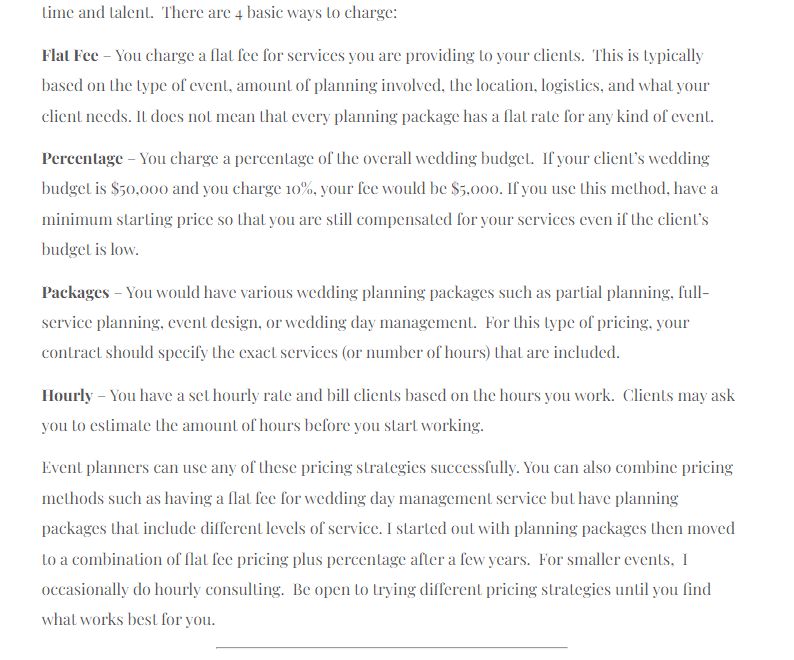 time and talent.  There are 4 basic ways to charge:
Flat Fee – You charge a flat fee for services you are providing to your clients.  This is typically
based on the type of event, amount of planning involved, the location, logistics, and what your
client needs. It does not mean that every planning package has a flat rate for any kind of event.
Percentage – You charge a percentage of the overall wedding budget.  If your client’s wedding
budget is $50,000 and you charge 10%, your fee would be $5,000. If you use this method, have a
minimum starting price so that you are still compensated for your services even if the client’s
budget is low.
Packages – You would have various wedding planning packages such as partial planning, full-
service planning, event design, or wedding day management.  For this type of pricing, your
contract should specify the exact services (or number of hours) that are included.
Hourly – You have a set hourly rate and bill clients based on the hours you work.  Clients may ask
you to estimate the amount of hours before you start working.
Event planners can use any of these pricing strategies successfully. You can also combine pricing
methods such as having a flat fee for wedding day management service but have planning
packages that include different levels of service. I started out with planning packages then moved
to a combination of flat fee pricing plus percentage after a few years.  For smaller events,  I
occasionally do hourly consulting.  Be open to trying different pricing strategies until you find
what works best for you.